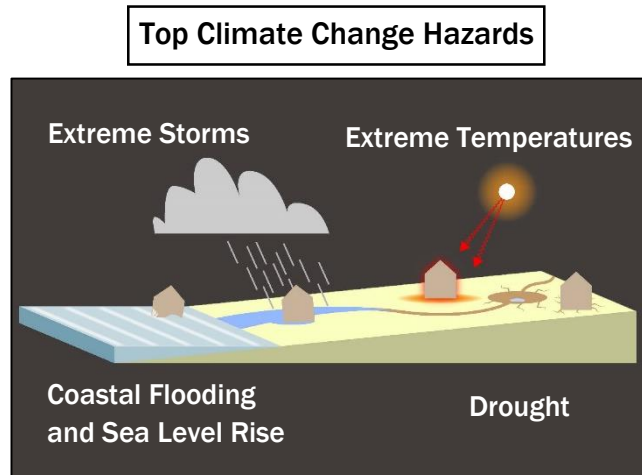 Top Climate Change Hazards
Extreme Storms
Extreme Temperatures
Coastal Flooding
and Sea Level Rise
Drought